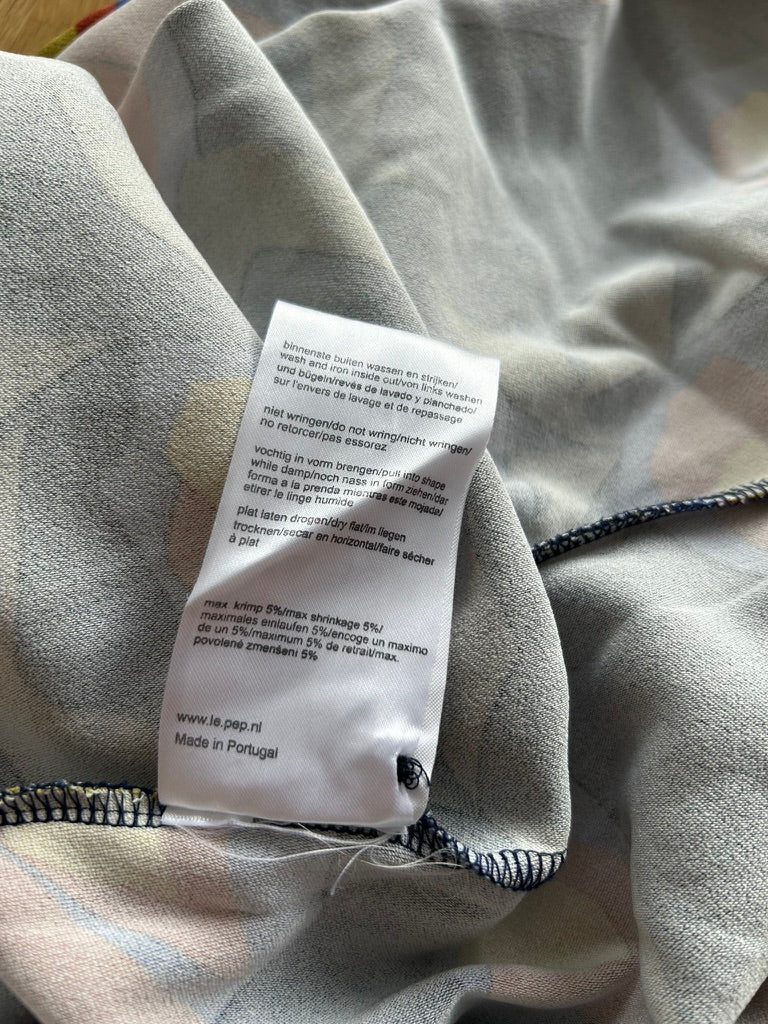 binnenste buiten wassen en strijken/
wash and iron inside out/von links washen
und bügeln/revés de lavado y planchado/
sur l'envers de lavage et de repassage
niet wringen/do not wring/nicht wringen/
no retorcer/pas essorez
vochtig in vorm brengen/pull into shape
while damp/noch nass in form ziehen/dar
forma a la prenda mientras este mojade/
etirer le linge humide
plat laten drogen/dry flat/im liegen
trocknen/secar en horizontal/faire sécher
à plat
max krimp 5%/max shrinkage 5%/
maximales einlaufen 5%/encoge un maximo
de un 5%/maximum 5% de retrait/max.
povolené zmenšení 5%
www.le.pep.nl
Made in Portugal